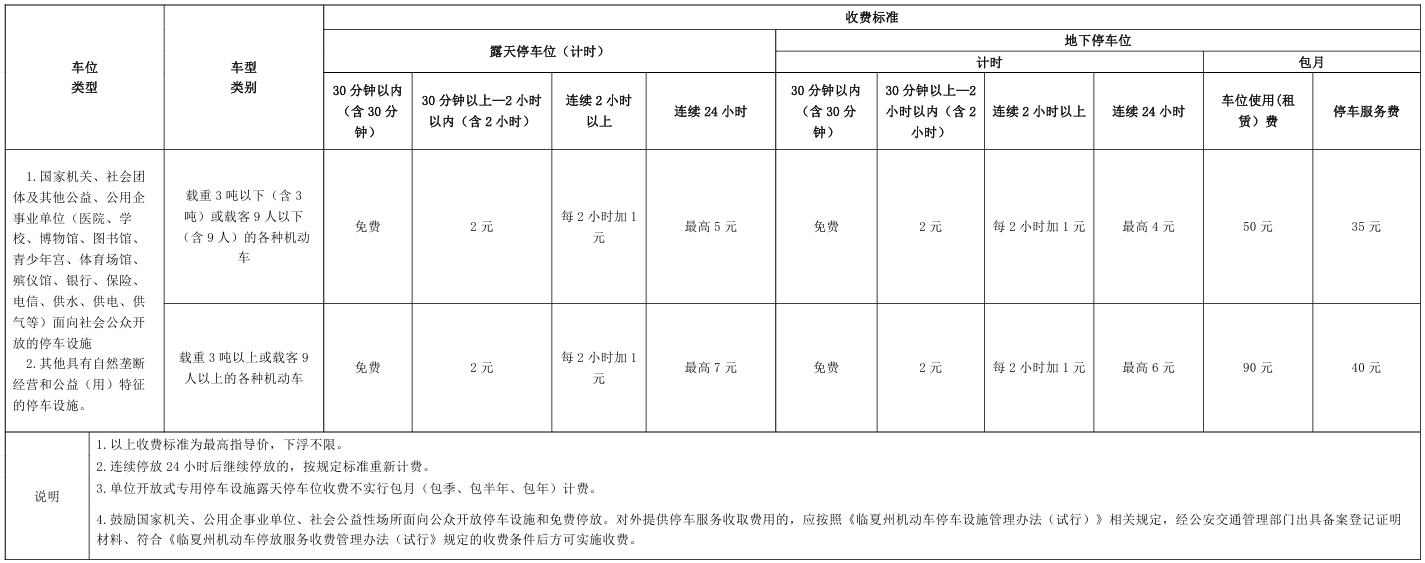 车位
类型
车型
类别
收费标准
露天停车位（计时）
地下停车位
计时
包月
30 分钟以内
（含 30 分
钟）
30 分钟以上—2 小时
以内（含 2 小时）
连续 2 小时
以上
连续 24 小时
30 分钟以内
（含 30 分
钟）
30 分钟以上—2
小时以内（含 2
小时）
连续 2 小时以上
连续 24 小时
车位使用(租
赁）费
停车服务费
1.国家机关、社会团
体及其他公益、公用企
事业单位（医院、学
校、博物馆、图书馆、
青少年宫、体育场馆、
殡仪馆、银行、保险、
电信、供水、供电、供
气等）面向社会公众开
放的停车设施
2.其他具有自然垄断
经营和公益（用）特征
的停车设施。
载重 3 吨以下（含 3
吨）或载客 9 人以下
（含 9 人）的各种机动
车
免费
2 元
每 2 小时加 1
元
最高 5 元
免费
2 元
每 2 小时加 1 元
最高 4 元
50 元
35 元
载重 3 吨以上或载客 9
人以上的各种机动车
免费
2 元
每 2 小时加 1
元
最高 7 元
免费
2 元
每 2 小时加 1 元
最高 6 元
90 元
40 元
说明
1.以上收费标准为最高指导价，下浮不限。
2.连续停放 24 小时后继续停放的，按规定标准重新计费。
3.单位开放式专用停车设施露天停车位收费不实行包月（包季、包半年、包年）计费。
4.鼓励国家机关、公用企事业单位、社会公益性场所面向公众开放停车设施和免费停放。对外提供停车服务收取费用的，应按照《临夏州机动车停车设施管理办法（试行）》相关规定，经公安交通管理部门出具备案登记证明
材料、符合《临夏州机动车停放服务收费管理办法（试行》规定的收费条件后方可实施收费。